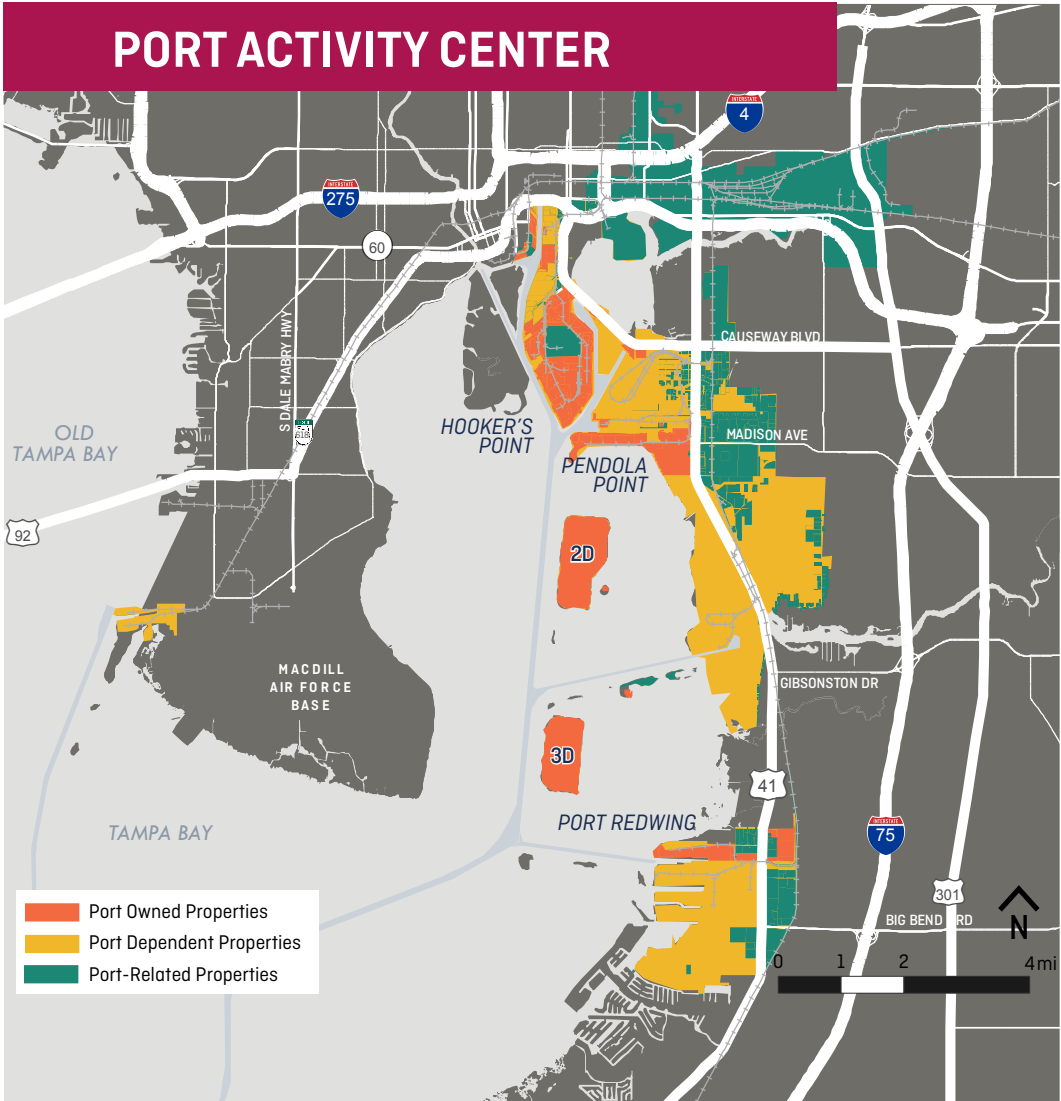 PORT ACTIVITY CENTER
INTERSTATE
4
INTERSTATE
275
60
S DALE MABRY HWY
CAUSEWAY BLVD
618
OLD
TAMPA BAY
HOOKER'S
POINT
MADISON AVE
PENDOLA
POINT
92
2D
MACDILL
AIR FORCE
BASE
GIBSONSTON DR
3D
41
TAMPA BAY
PORT REDWING
INTERSTATE
75
301
BIG BEND RD
N
Port Owned Properties
Port Dependent Properties
Port-Related Properties
0 1 2 4mi